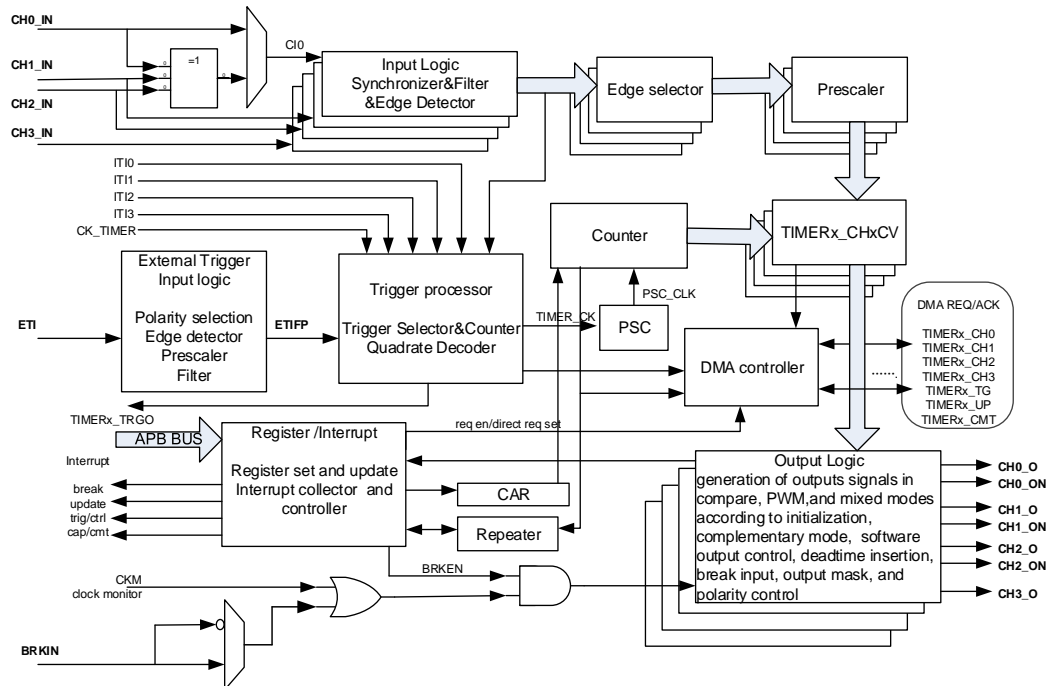 CH0_IN
CH1_IN
CH2_IN
CH3_IN
=1
CI0
Input Logic
Synchronizer&Filter
&Edge Detector
Edge selector
Prescaler
ITI0
ITI1
ITI2
ITI3
CK_TIMER
Counter
TIMERx_CHxCV
External Trigger
Input logic
Polarity selection
Edge detector
Prescaler
Filter
ETI
ETIFP
Trigger processor
Trigger Selector&Counter
Quadrate Decoder
TIMER_CK
PSC_CLK
PSC
DMA controller
DMA REQ/ACK
TIMERx_CH0
TIMERx_CH1
TIMERx_CH2
TIMERx_CH3
TIMERx_TG
TIMERx_UP
TIMERx_CMT
…….
TIMERx_TRGO
APB BUS
Register /Interrupt
Register set and update
Interrupt collector and
controller
req en/direct req set
Interrupt
break
update
trig/ctrl
cap/cmt
CAR
Repeater
Output Logic
generation of outputs signals in
compare, PWM,and mixed modes
according to initialization,
complementary mode, software
output control, deadtime insertion,
break input, output mask, and
polarity control
CH0_O
CH0_ON
CH1_O
CH1_ON
CH2_O
CH2_ON
CH3_O
BRKEN
CKM
clock monitor
BRKIN